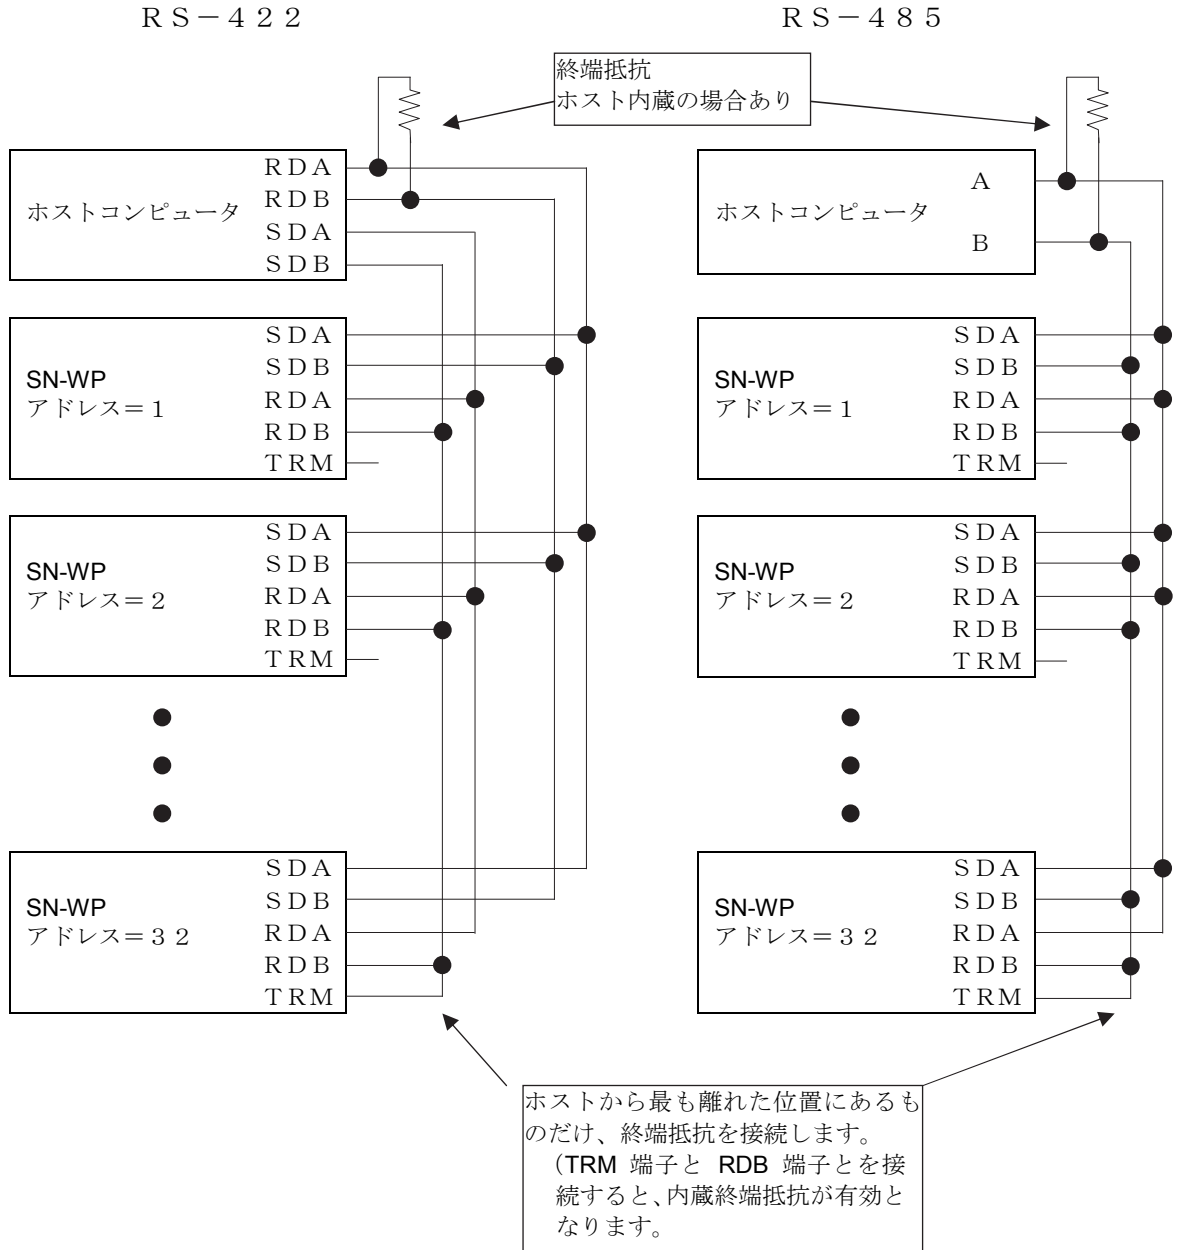 ＲＳ－４２２
ＲＳ－４８５
終端抵抗
ホスト内蔵の場合あり
ホストコンピュータ
ＲＤＡ
ＲＤＢ
ＳＤＡ
ＳＤＢ
ホストコンピュータ
Ａ
Ｂ
SN-WP
アドレス＝１
ＳＤＡ
ＳＤＢ
ＲＤＡ
ＲＤＢ
ＴＲＭ
SN-WP
アドレス＝１
ＳＤＡ
ＳＤＢ
ＲＤＡ
ＲＤＢ
ＴＲＭ
SN-WP
アドレス＝２
ＳＤＡ
ＳＤＢ
ＲＤＡ
ＲＤＢ
ＴＲＭ
SN-WP
アドレス＝２
ＳＤＡ
ＳＤＢ
ＲＤＡ
ＲＤＢ
ＴＲＭ
SN-WP
アドレス＝３２
ＳＤＡ
ＳＤＢ
ＲＤＡ
ＲＤＢ
ＴＲＭ
SN-WP
アドレス＝３２
ＳＤＡ
ＳＤＢ
ＲＤＡ
ＲＤＢ
ＴＲＭ
ホストから最も離れた位置にあるも
のだけ、終端抵抗を接続します。
（TRM 端子と RDB 端子とを接
続すると、内蔵終端抵抗が有効と
なります。